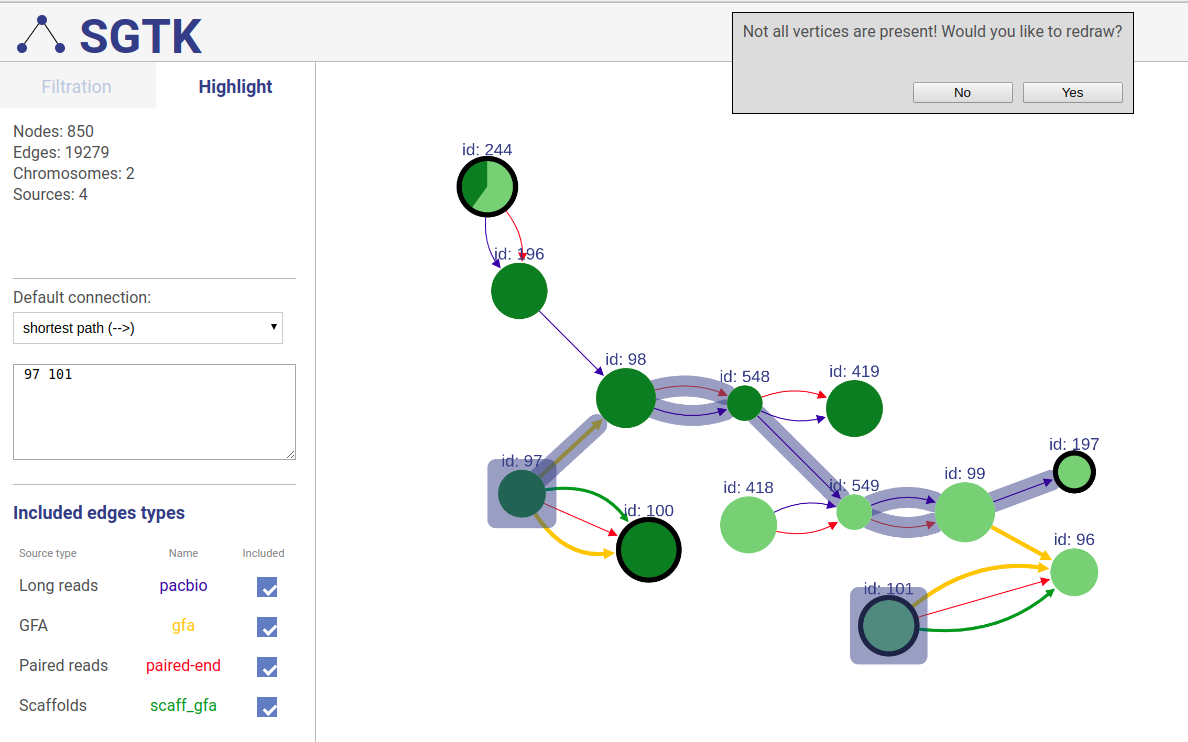 SGTK
Not all vertices are present! Would you like to redraw?
No Yes
Filtration Highlight
Nodes: 850
Edges: 19279
Chromosomes: 2
Sources: 4
Default connection:
shortest path (-->)
97 101
Included edges types
Source type Name Included
Long reads pacbio
GFA gfa
Paired reads paired-end
Scaffolds scaff_gfa
id: 244
id: 196
id: 98
id: 548
id: 419
id: 197
id: 97
id: 418
id: 549
id: 99
id: 100
id: 96
id: 101